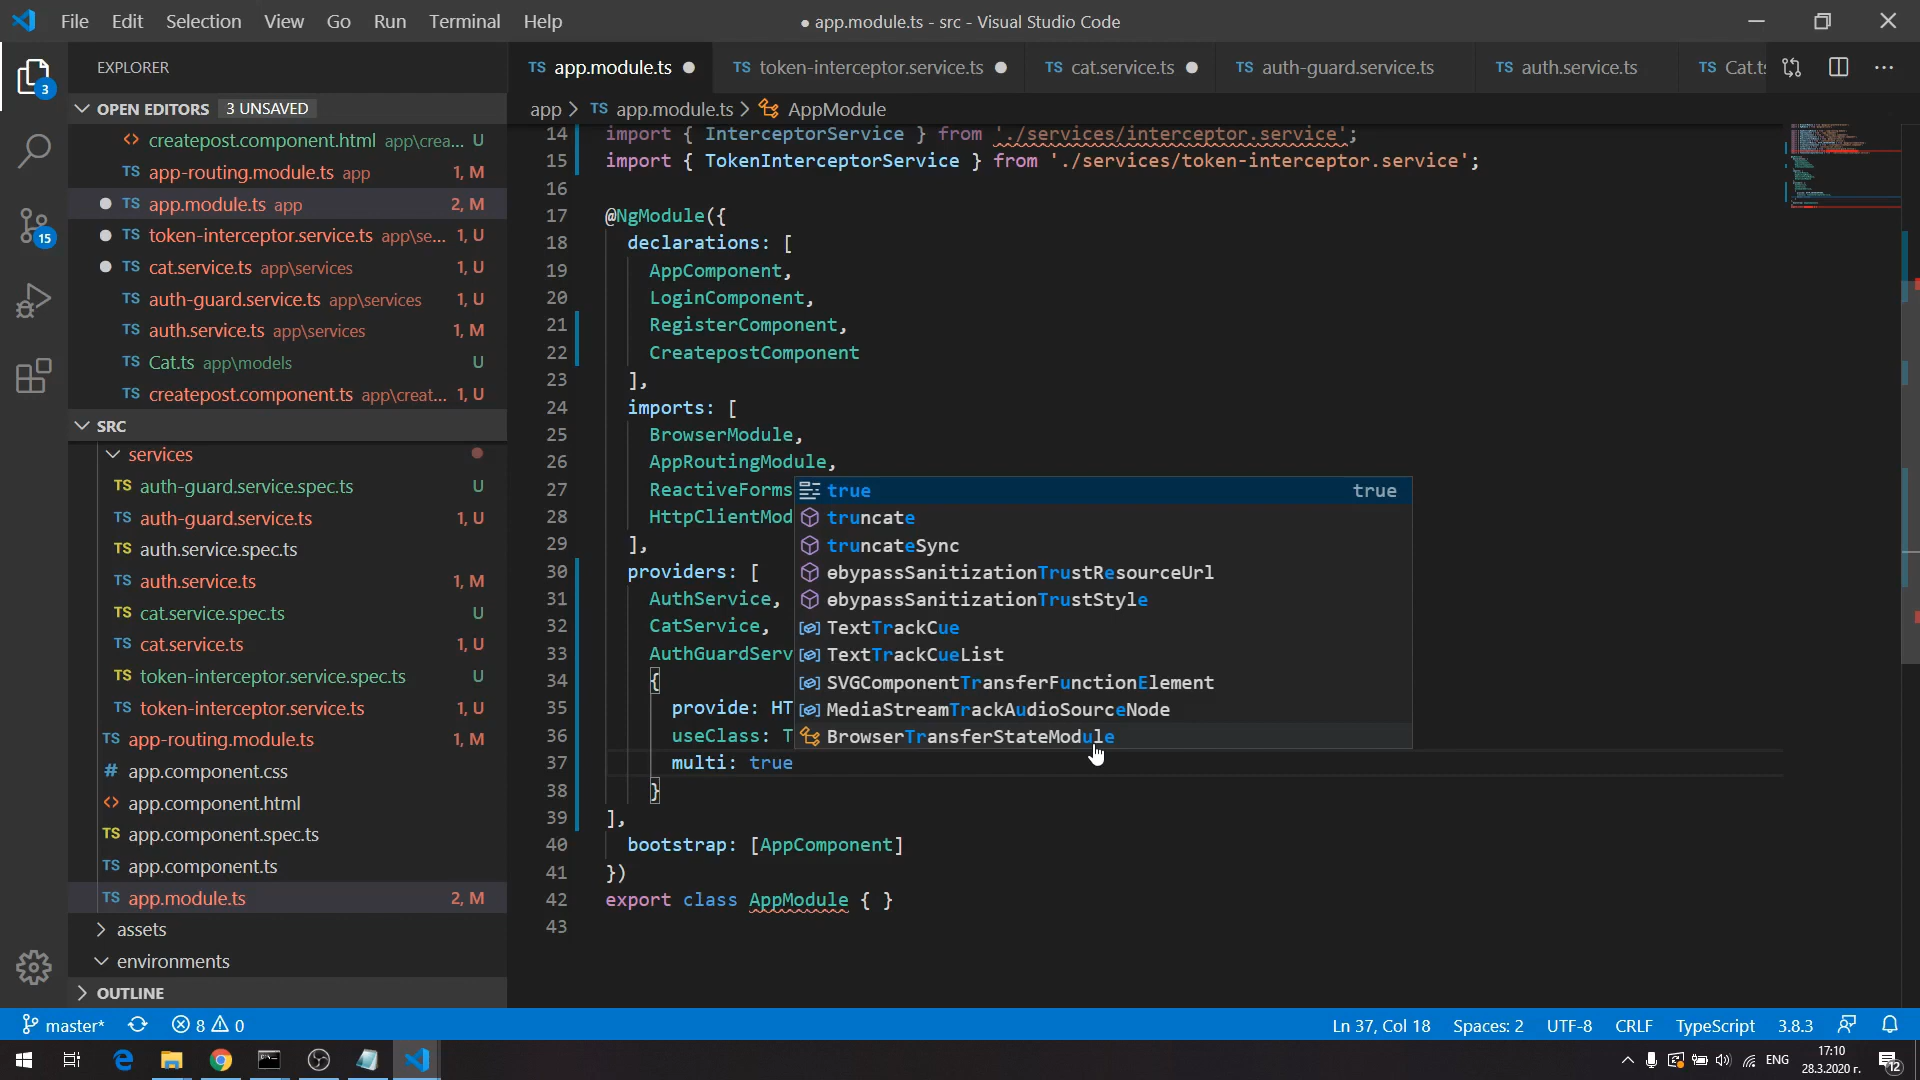 File Edit Selection View Go Run Terminal Help
● app.module.ts - src - Visual Studio Code
EXPLORER
OPEN EDITORS 3 UNSAVED
<> createpost.component.html app\crea... U
TS app-routing.module.ts app 1, M
● TS app.module.ts app 2, M
● TS token-interceptor.service.ts app\se... 1, U
● TS cat.service.ts app\services 1, U
TS auth-guard.service.ts app\services 1, U
TS auth.service.ts app\services 1, M
TS Cat.ts app\models U
TS createpost.component.ts app\creat... 1, U
SRC
services
TS auth-guard.service.spec.ts U
TS auth-guard.service.ts 1, U
TS auth.service.spec.ts
TS auth.service.ts 1, M
TS cat.service.spec.ts U
TS cat.service.ts 1, U
TS token-interceptor.service.spec.ts U
TS token-interceptor.service.ts 1, U
TS app-routing.module.ts 1, M
# app.component.css
<> app.component.html
TS app.component.spec.ts
TS app.component.ts
TS app.module.ts 2, M
assets
environments
OUTLINE
3
15
TS app.module.ts ● TS token-interceptor.service.ts ● TS cat.service.ts ● TS auth-guard.service.ts TS auth.service.ts TS Cat.ts
app > TS app.module.ts > AppModule
14 import { InterceptorService } from './services/interceptor.service';
15 import { TokenInterceptorService } from './services/token-interceptor.service';
16
17 @NgModule({
18 declarations: [
19 AppComponent,
20 LoginComponent,
21 RegisterComponent,
22 CreatepostComponent
23 ],
24 imports: [
25 BrowserModule,
26 AppRoutingModule,
27 ReactiveForms
28 HttpClientMod
29 ],
30 providers: [
31 AuthService,
32 CatService,
33 AuthGuardServ
34 {
35 provide: HT
36 useClass: T
37 multi: true
38 }
39 ],
40 bootstrap: [AppComponent]
41 })
42 export class AppModule { }
43
true true
truncate
truncateSync
ɵbypassSanitizationTrustResourceUrl
ɵbypassSanitizationTrustStyle
TextTrackCue
TextTrackCueList
SVGComponentTransferFunctionElement
MediaStreamTrackAudioSourceNode
BrowserTransferStateModule
master* 8 0
Ln 37, Col 18 Spaces: 2 UTF-8 CRLF TypeScript 3.8.3
ENG
17:10
28.3.2020 г.
12